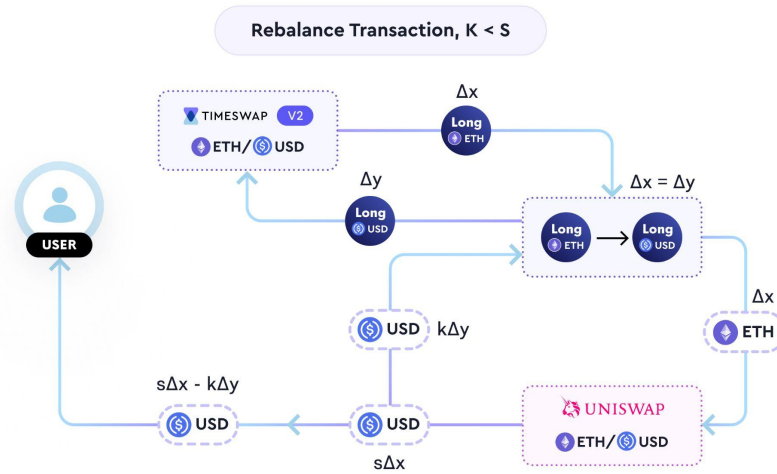 Rebalance Transaction, K < S
Δx
TIMESWAP V2
ETH/ USD
Long
ETH
Δy
Long
USD
Δx = Δy
Long
ETH
Long
USD
USER
Δx
ETH
USD kΔy
sΔx - kΔy
USD
USD
sΔx
UNISWAP
ETH/ USD